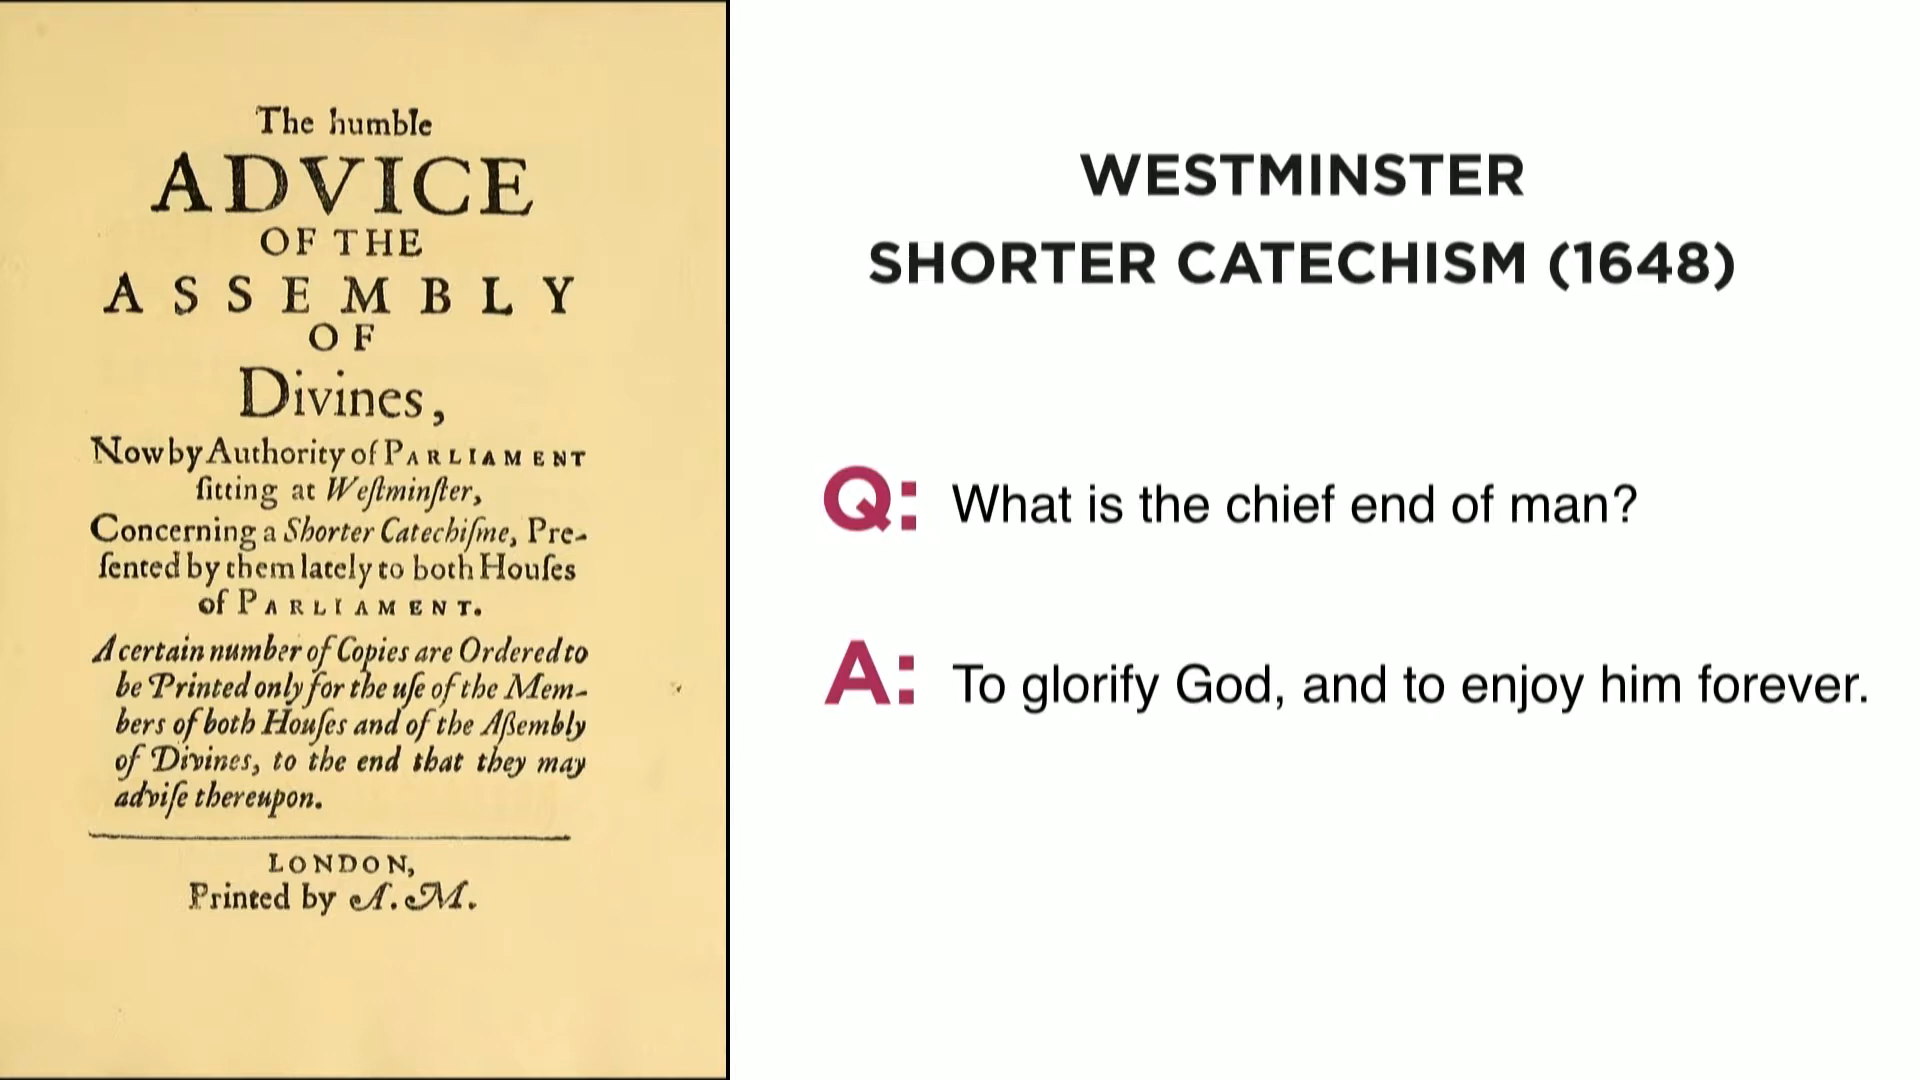 The humble
ADVICE
OF THE
ASSEMBLY
OF
Divines,
Now by Authority of PARLIAMENT
ſitting at Weſtminſter,
Concerning a Shorter Catechiſme, Pre-
ſented by them lately to both Houſes
of PARLIAMENT.
A certain number of Copies are Ordered to
be Printed only for the uſe of the Mem-
bers of both Houſes and of the Aſſembly
of Divines, to the end that they may
adviſe thereupon.
LONDON,
Printed by A. M.
WESTMINSTER
SHORTER CATECHISM (1648)
Q: What is the chief end of man?
A: To glorify God, and to enjoy him forever.